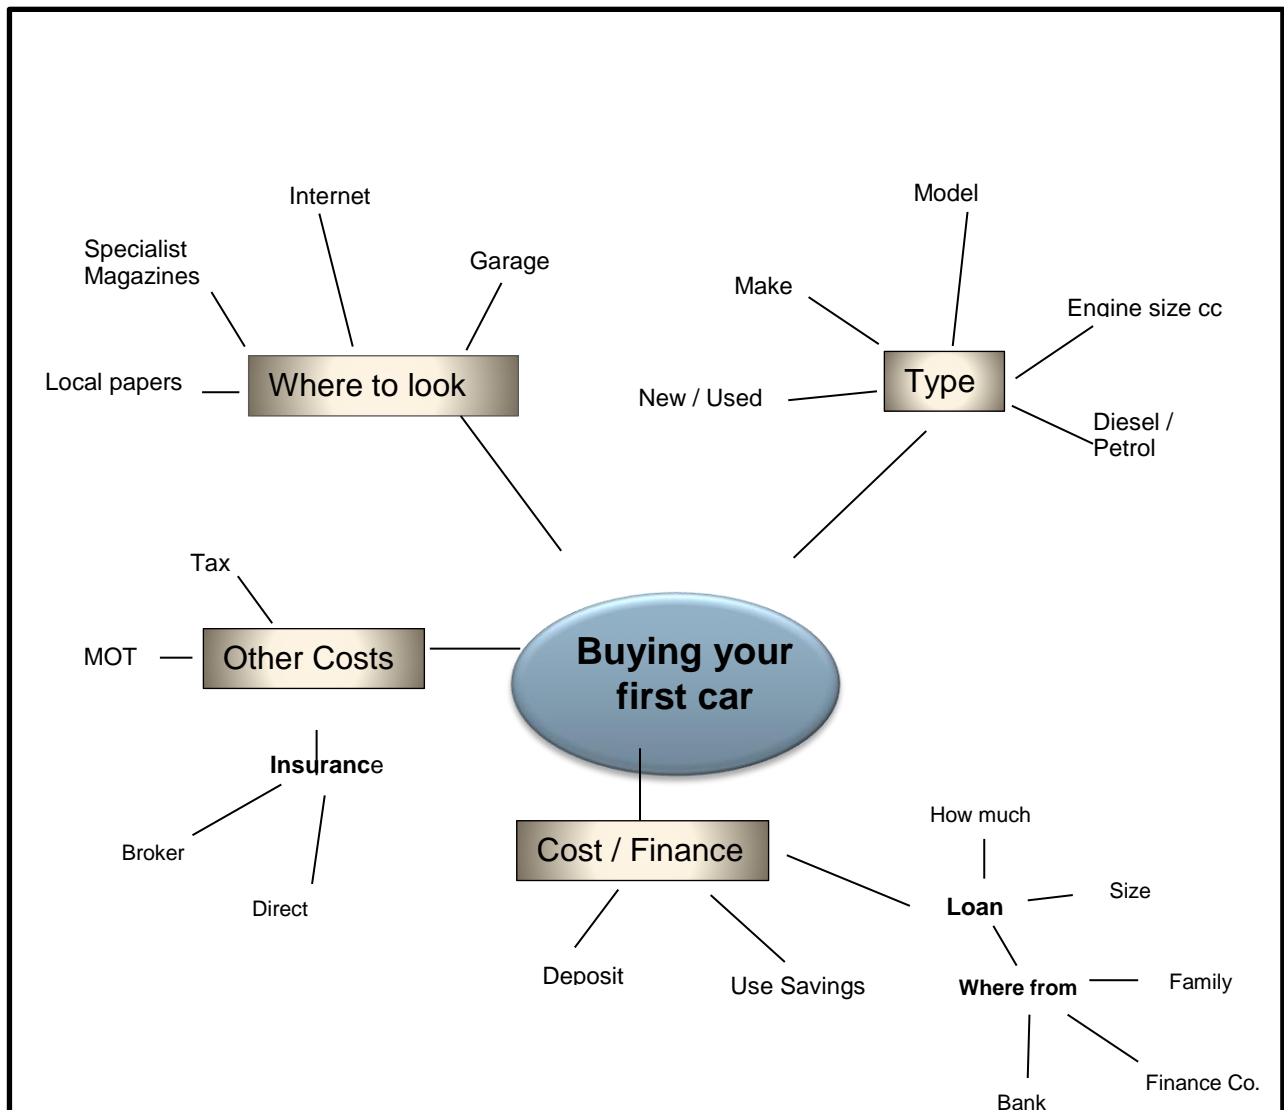 Internet
Specialist
Magazines
Garage
Local papers
Where to look
Model
Make
Engine size cc
New / Used
Type
Diesel /
Petrol
Tax
MOT
Other Costs
Insurance
Broker
Direct
Buying your
first car
Cost / Finance
Deposit
Use Savings
How much
Loan
Size
Where from
Family
Finance Co.
Bank